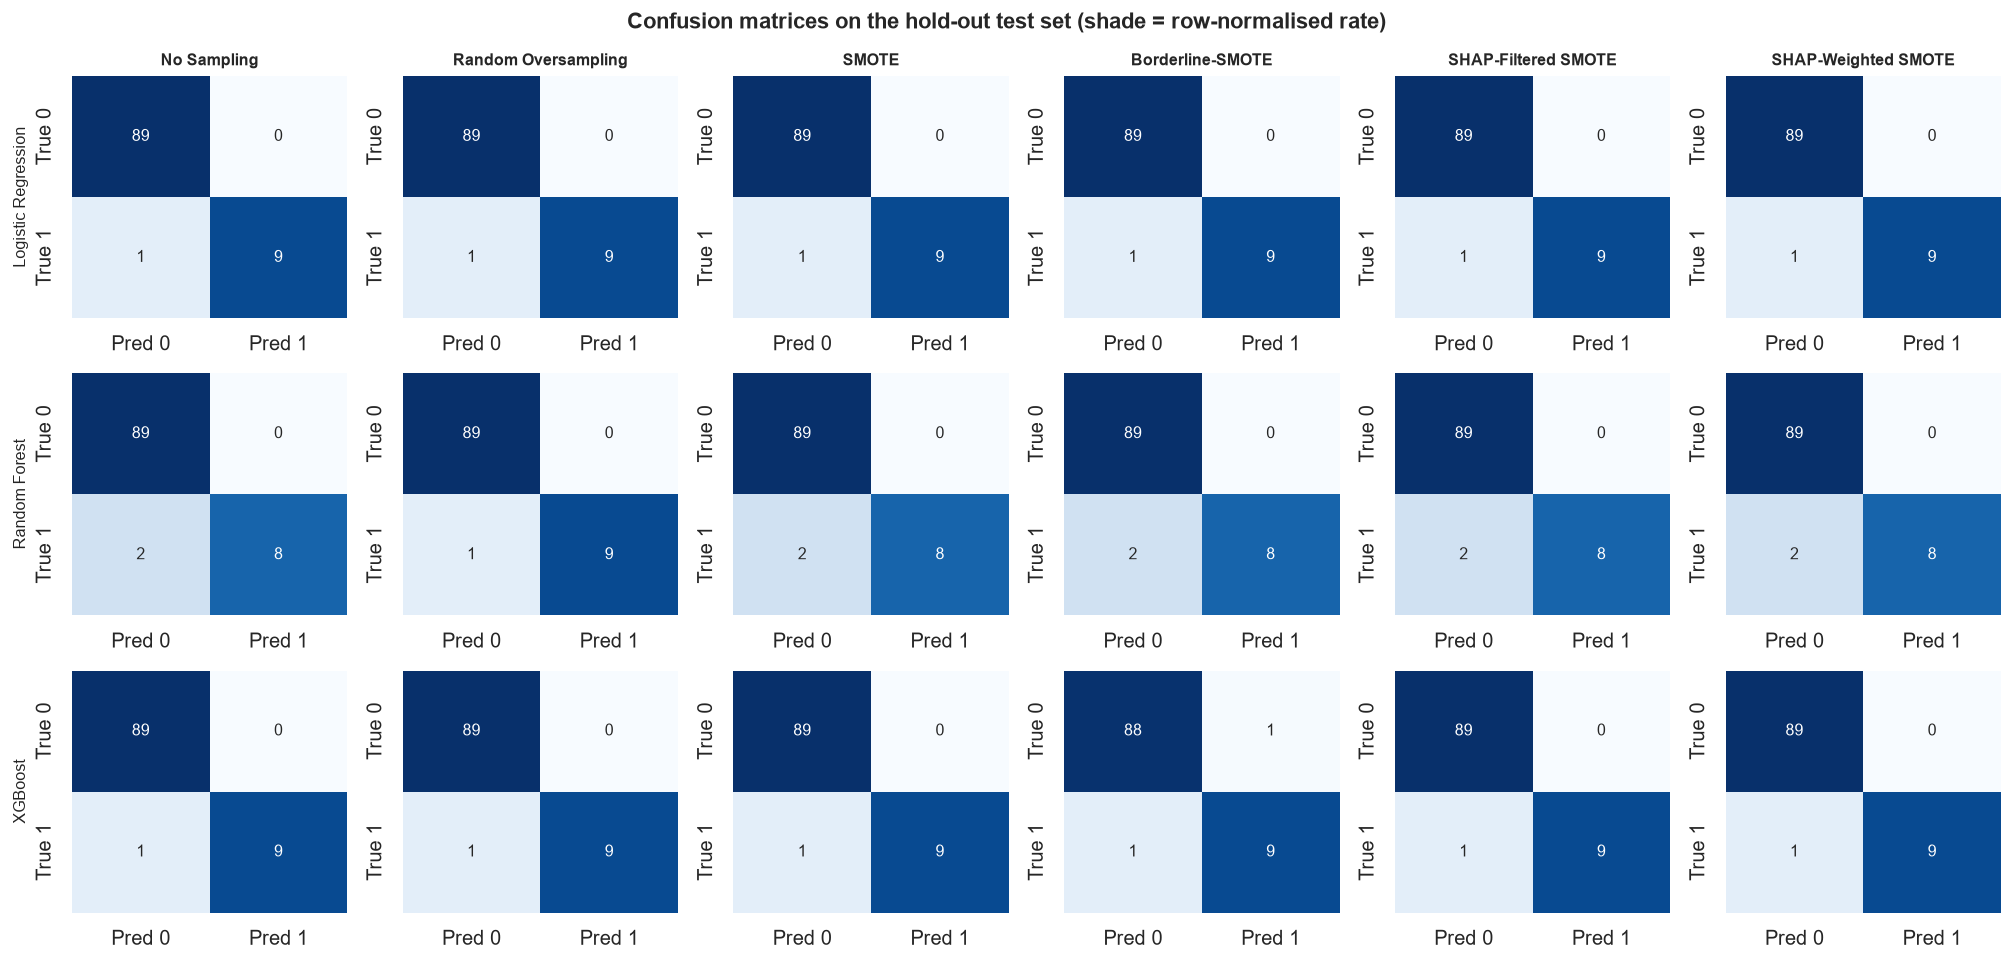 Confusion matrices on the hold-out test set (shade = row-normalised rate)
No Sampling Random Oversampling SMOTE Borderline-SMOTE SHAP-Filtered SMOTE SHAP-Weighted SMOTE
Logistic Regression
True 0 89 0 True 0 89 0 True 0 89 0 True 0 89 0 True 0 89 0 True 0 89 0
True 1 1 9 True 1 1 9 True 1 1 9 True 1 1 9 True 1 1 9 True 1 1 9
Pred 0 Pred 1 Pred 0 Pred 1 Pred 0 Pred 1 Pred 0 Pred 1 Pred 0 Pred 1 Pred 0 Pred 1
Random Forest
True 0 89 0 True 0 89 0 True 0 89 0 True 0 89 0 True 0 89 0 True 0 89 0
True 1 2 8 True 1 1 9 True 1 2 8 True 1 2 8 True 1 2 8 True 1 2 8
Pred 0 Pred 1 Pred 0 Pred 1 Pred 0 Pred 1 Pred 0 Pred 1 Pred 0 Pred 1 Pred 0 Pred 1
XGBoost
True 0 89 0 True 0 89 0 True 0 89 0 True 0 88 1 True 0 89 0 True 0 89 0
True 1 1 9 True 1 1 9 True 1 1 9 True 1 1 9 True 1 1 9 True 1 1 9
Pred 0 Pred 1 Pred 0 Pred 1 Pred 0 Pred 1 Pred 0 Pred 1 Pred 0 Pred 1 Pred 0 Pred 1